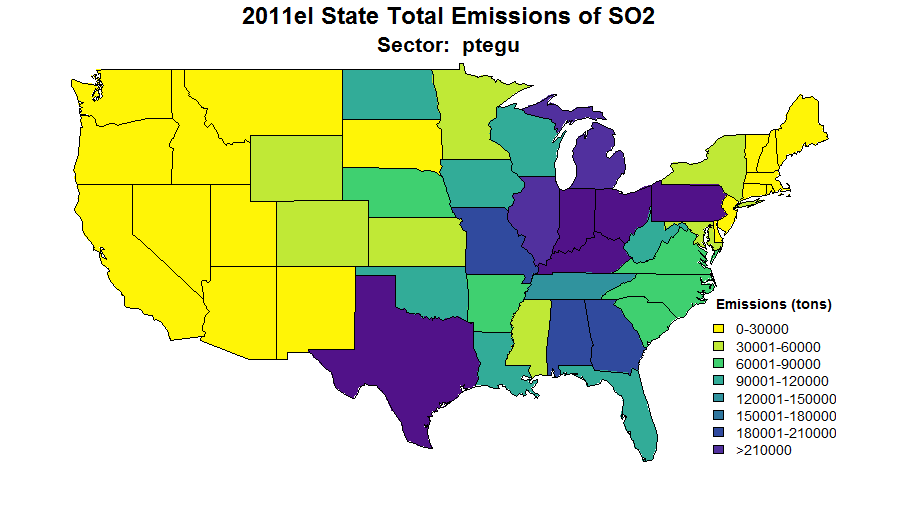 2011el State Total Emissions of SO2
Sector: ptegu
Emissions (tons)
0-30000
30001-60000
60001-90000
90001-120000
120001-150000
150001-180000
180001-210000
>210000